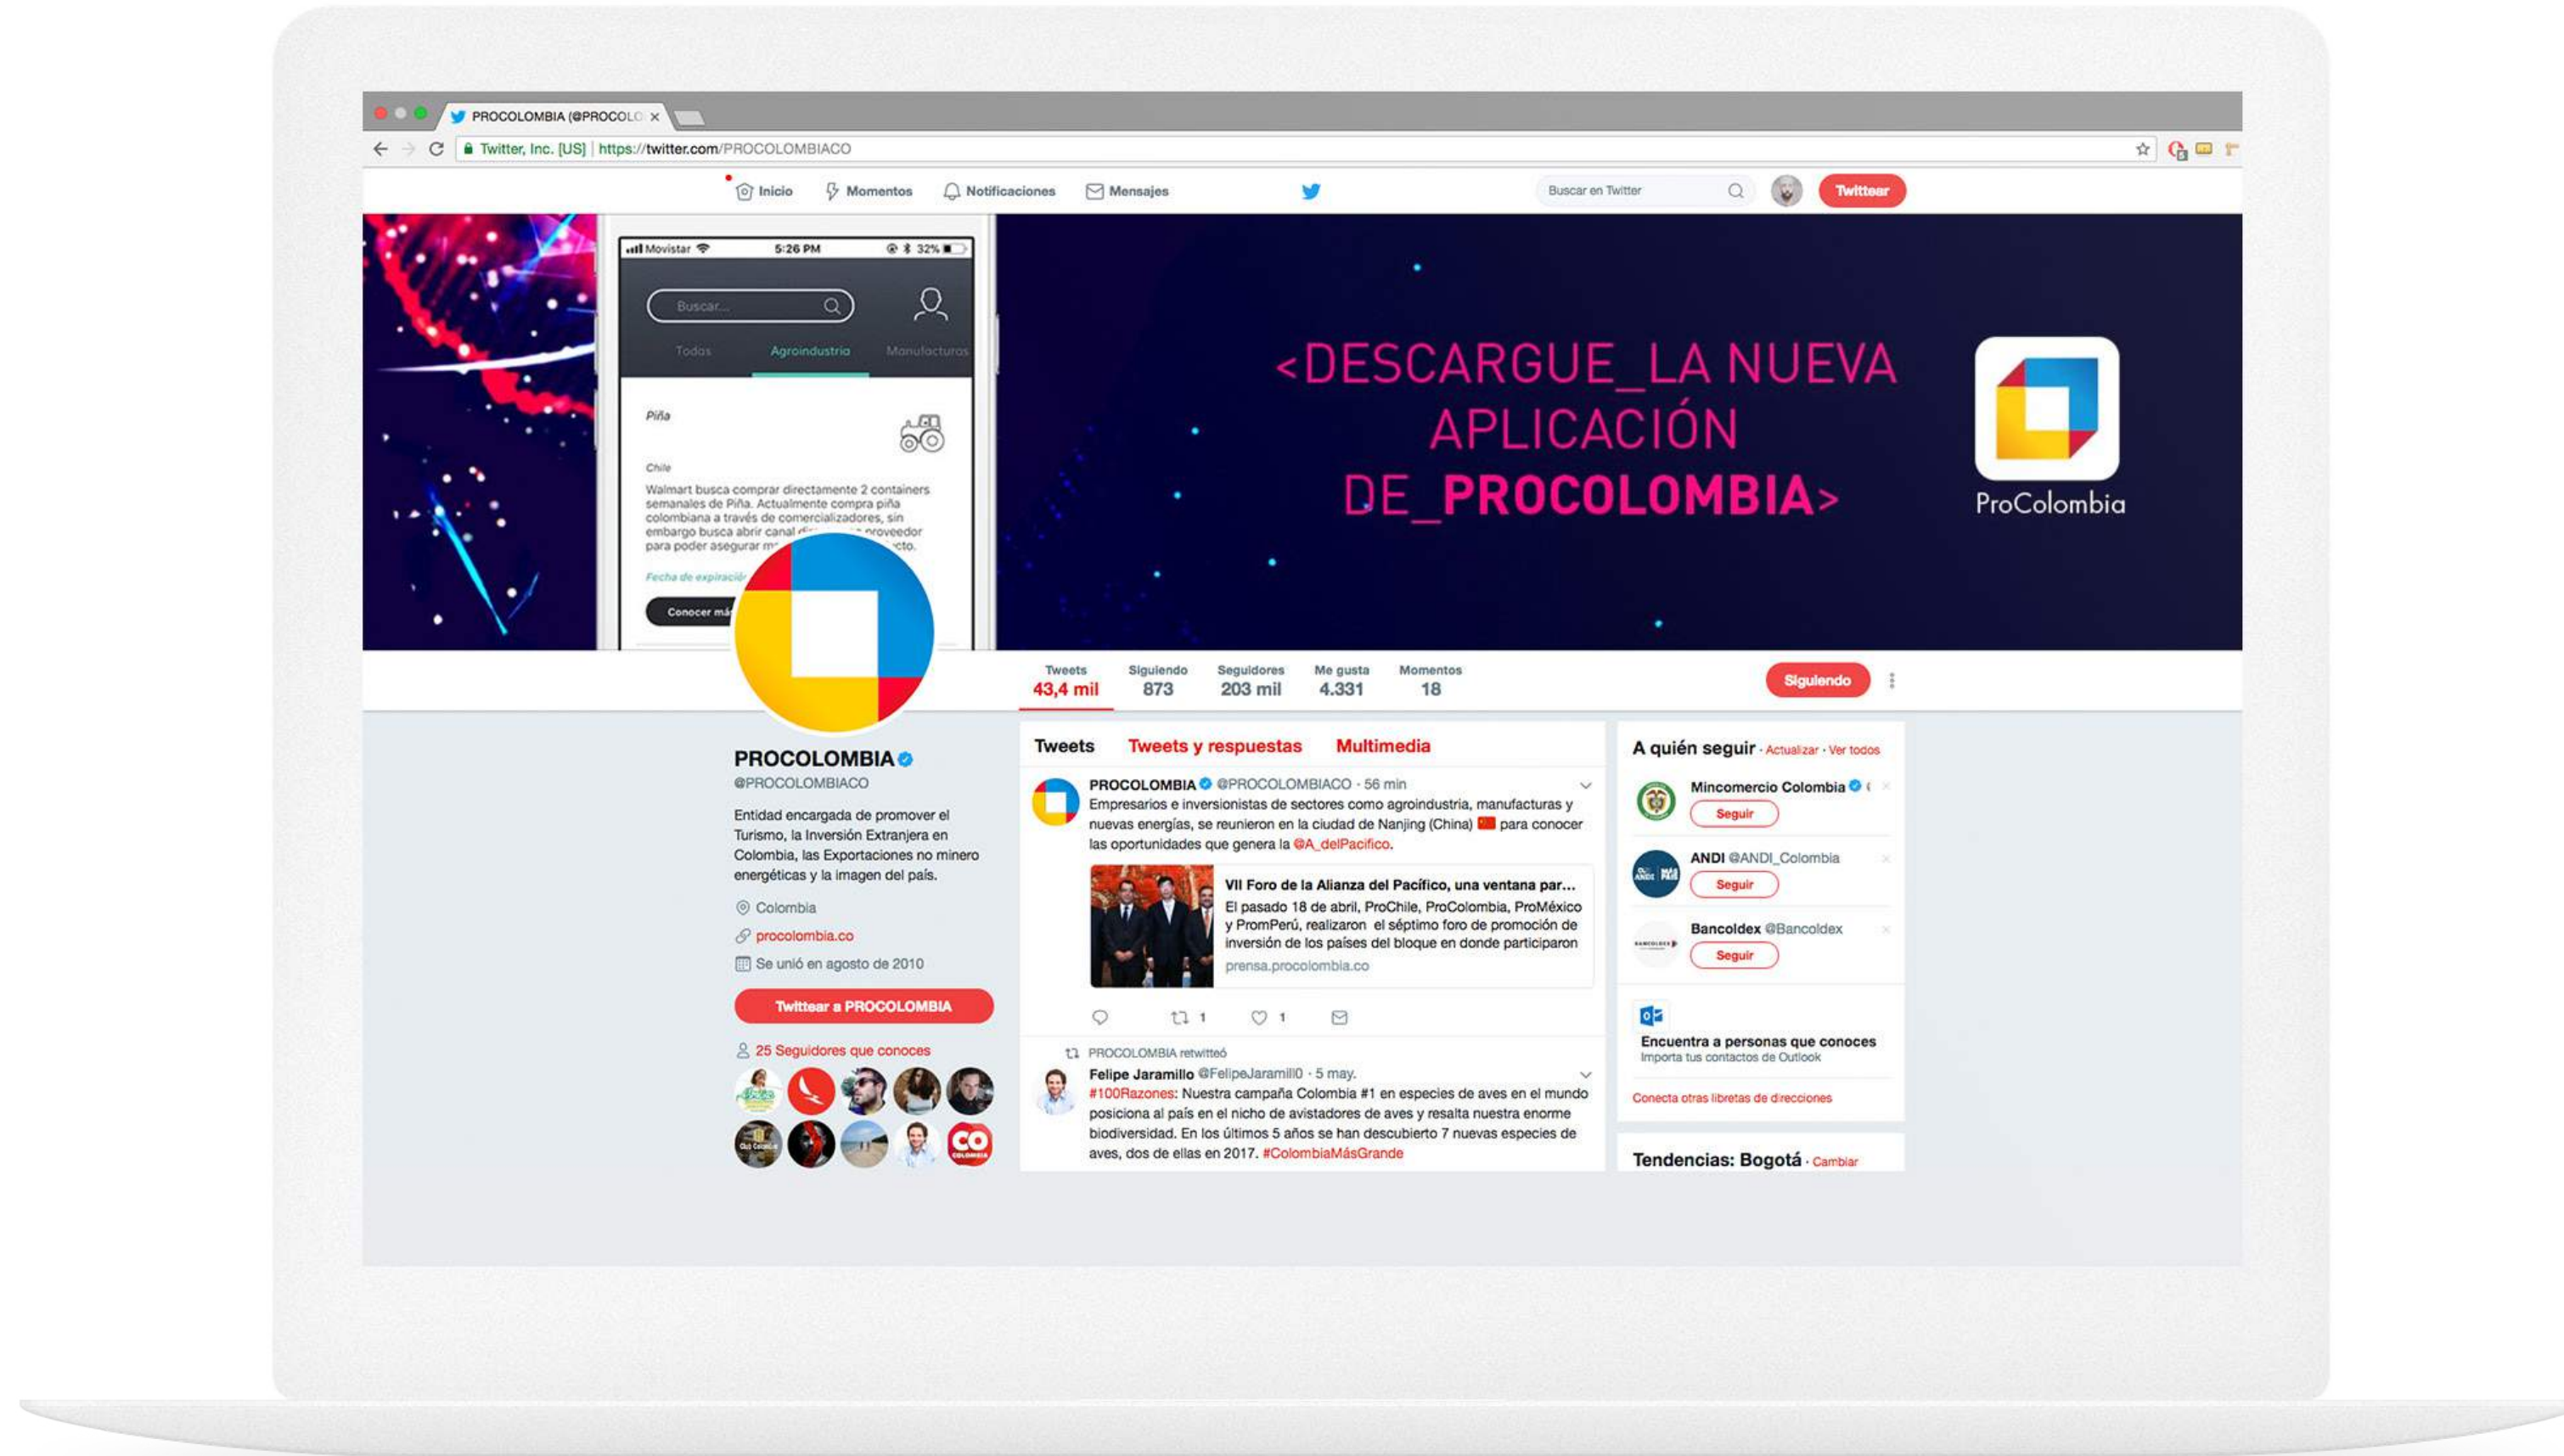 PROCOLOMBIA (@PROCOLO
Twitter, Inc. [US] | https://twitter.com/PROCOLOMBIACO
Inicio Momentos Notificaciones Mensajes Buscar en Twitter Twittear
Movistar 5:26 PM 32%
Buscar...
Todas Agroindustria Manufacturas
Piña
Chile
Walmart busca comprar directamente 2 containers
semanales de Piña. Actualmente compra piña
colombiana a través de comercializadores, sin
embargo busca abrir canal proveedor
para poder asegurar
Fecha de expiración
Conocer más
<DESCARGUE_LA NUEVA
APLICACIÓN
DE_PROCOLOMBIA>
ProColombia
Tweets Siguiendo Seguidores Me gusta Momentos
43,4 mil 873 203 mil 4.331 18
Siguiendo
PROCOLOMBIA
@PROCOLOMBIACO
Entidad encargada de promover el
Turismo, la Inversión Extranjera en
Colombia, las Exportaciones no minero
energéticas y la imagen del país.
Colombia
procolombia.co
Se unió en agosto de 2010
Twittear a PROCOLOMBIA
25 Seguidores que conoces
CO
COLOMBIA
Tweets Tweets y respuestas Multimedia
PROCOLOMBIA @PROCOLOMBIACO · 56 min
Empresarios e inversionistas de sectores como agroindustria, manufacturas y
nuevas energías, se reunieron en la ciudad de Nanjing (China) para conocer
las oportunidades que genera la @A_delPacifico.
VII Foro de la Alianza del Pacífico, una ventana par...
El pasado 18 de abril, ProChile, ProColombia, ProMéxico
y PromPerú, realizaron el séptimo foro de promoción de
inversión de los países del bloque en donde participaron
prensa.procolombia.co
1 1
PROCOLOMBIA retwitteó
Felipe Jaramillo @FelipeJaramill0 · 5 may.
#100Razones: Nuestra campaña Colombia #1 en especies de aves en el mundo
posiciona al país en el nicho de avistadores de aves y resalta nuestra enorme
biodiversidad. En los últimos 5 años se han descubierto 7 nuevas especies de
aves, dos de ellas en 2017. #ColombiaMásGrande
A quién seguir · Actualizar · Ver todos
Mincomercio Colombia
Seguir
ANDI @ANDI_Colombia
Seguir
Bancoldex @Bancoldex
BANCOLDEX
Seguir
Encuentra a personas que conoces
Importa tus contactos de Outlook
Conecta otras libretas de direcciones
Tendencias: Bogotá · Cambiar